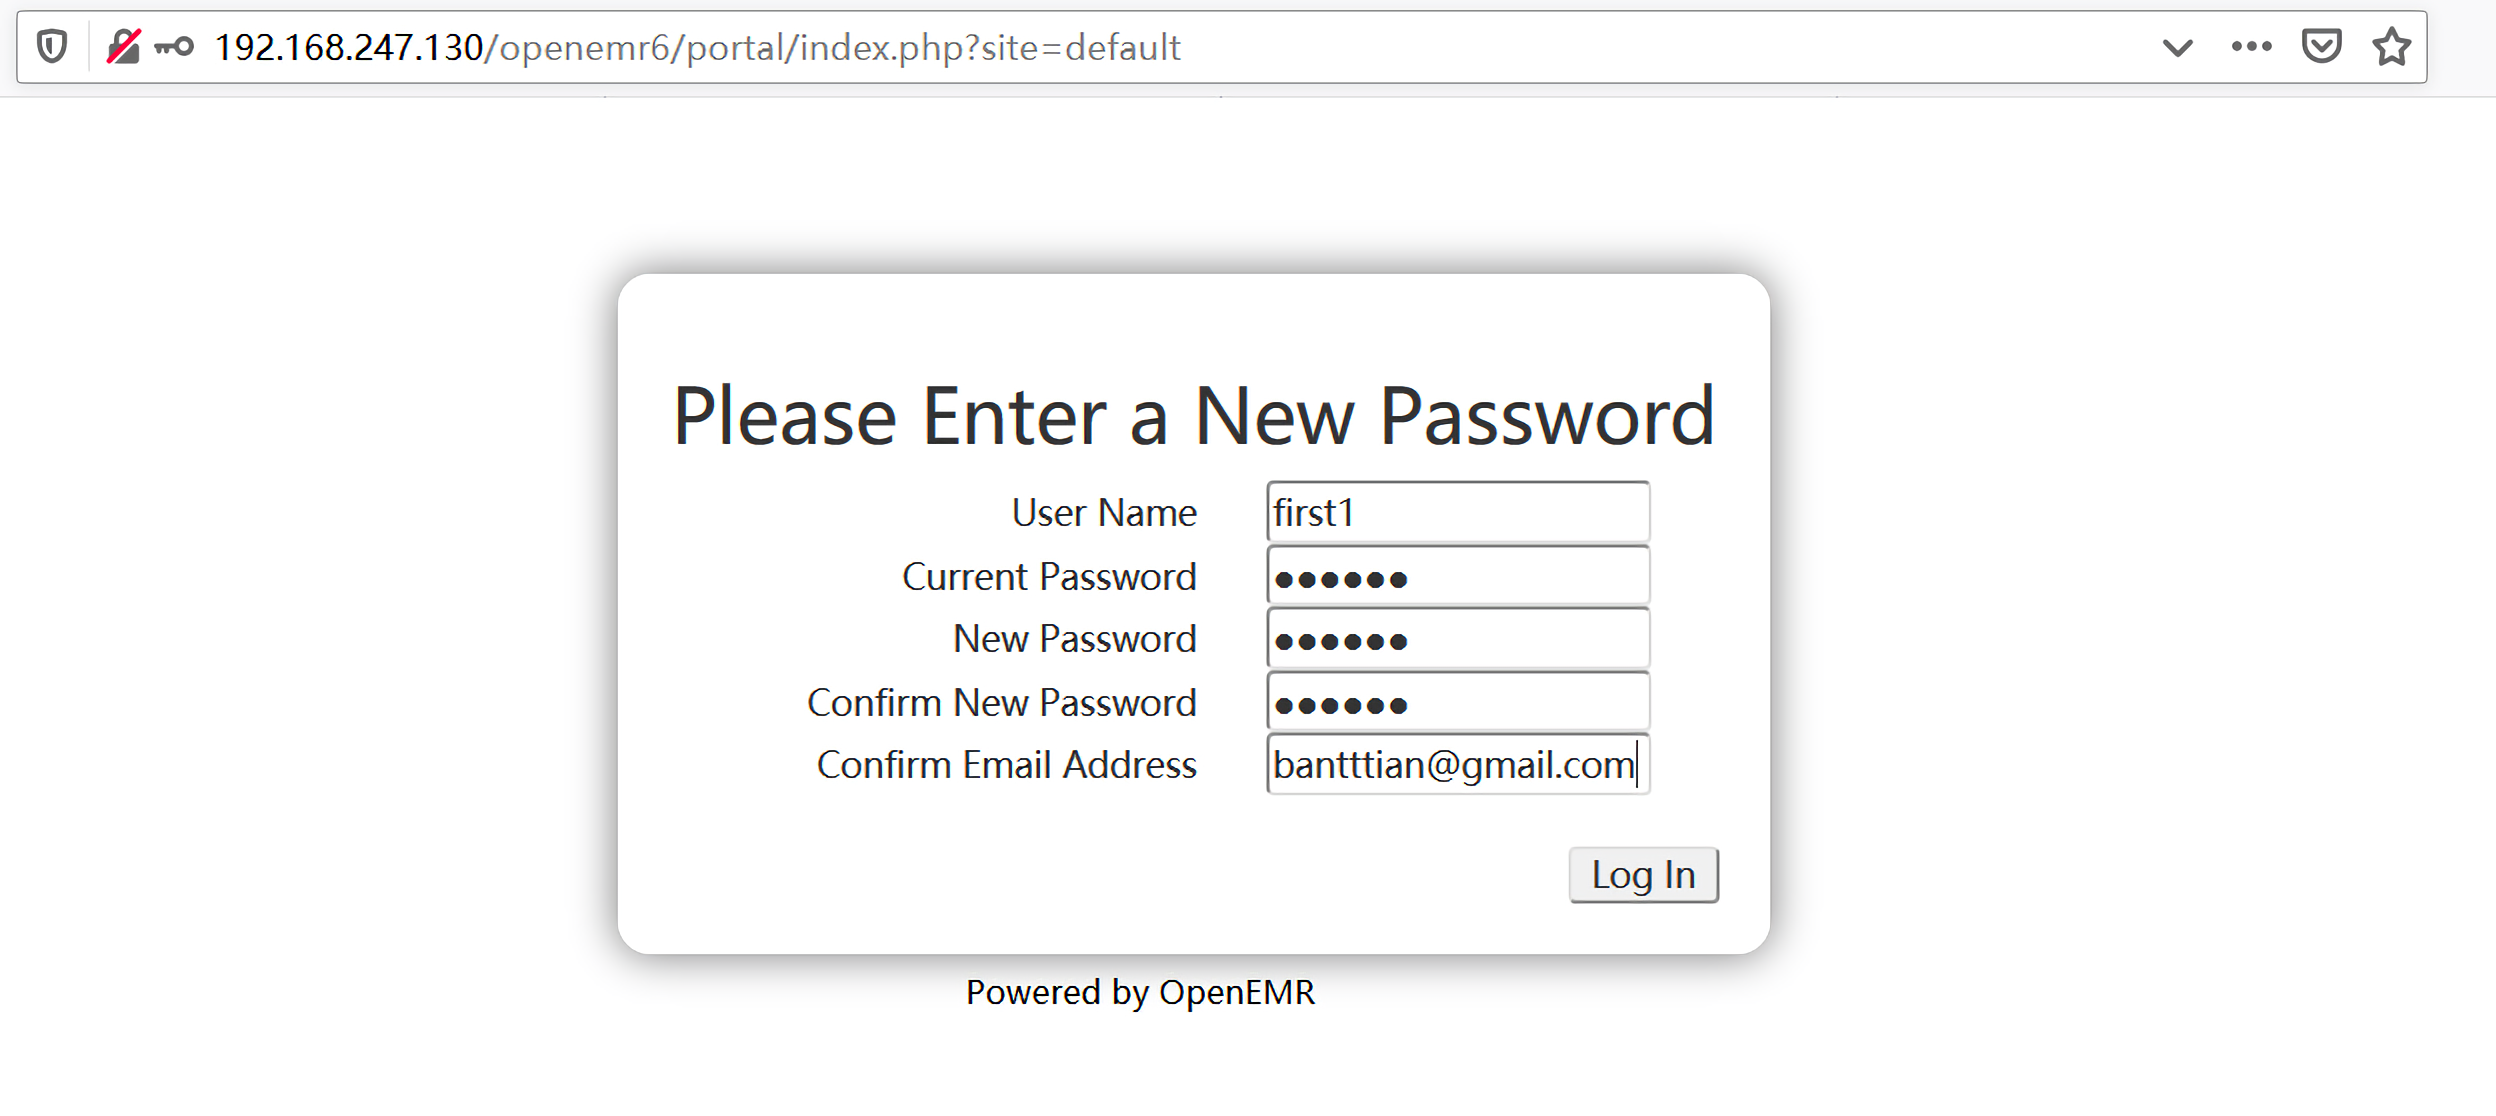 192.168.247.130/openemr6/portal/index.php?site=default
Please Enter a New Password
User Name first1
Current Password ●●●●●●
New Password ●●●●●●
Confirm New Password ●●●●●●
Confirm Email Address bantttian@gmail.com
Log In
Powered by OpenEMR